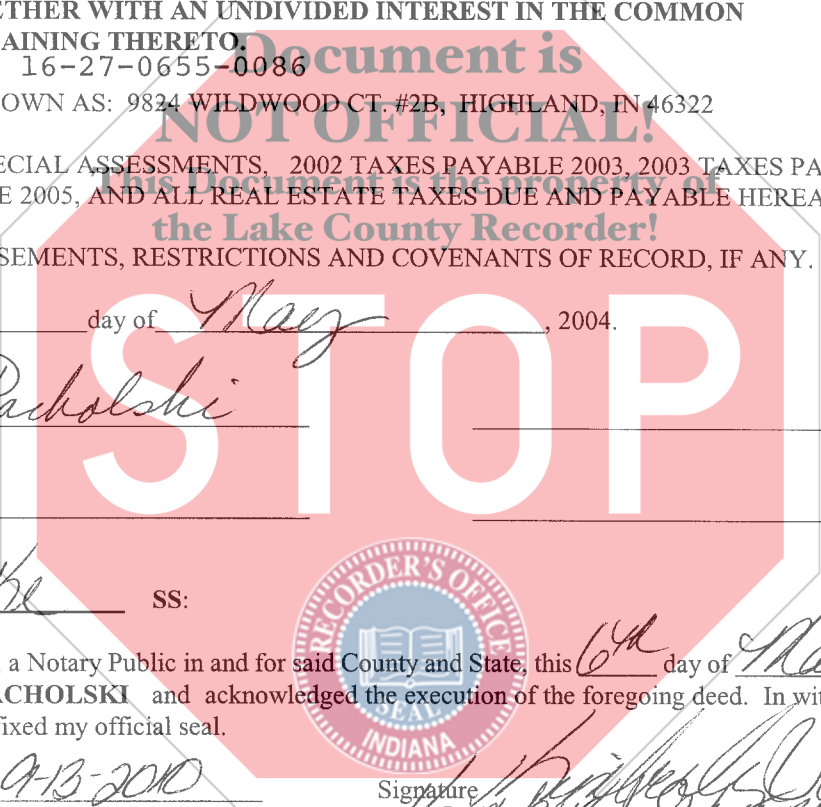 ETHER WITH AN UNDIVIDED INTEREST IN THE COMMON
AINING THERETO.
Document is
16-27-0655-0086
OWN AS: 9824 WILDWOOD CT. #2B, HIGHLAND, IN 46322
NOT OFFICIAL!
ECIAL ASSESSMENTS, 2002 TAXES PAYABLE 2003, 2003 TAXES PA
This Document is the property of
E 2005, AND ALL REAL ESTATE TAXES DUE AND PAYABLE HEREA
the Lake County Recorder!
SEMENTS, RESTRICTIONS AND COVENANTS OF RECORD, IF ANY.
day of May, 2004.
STOP
Pacholski
SS:
RECORDER'S OFFICE
a Notary Public in and for said County and State, this 6th day of Ma
ACHOLSKI and acknowledged the execution of the foregoing deed. In wit
SEAL
fixed my official seal.
INDIANA
9-13-2010 Signature